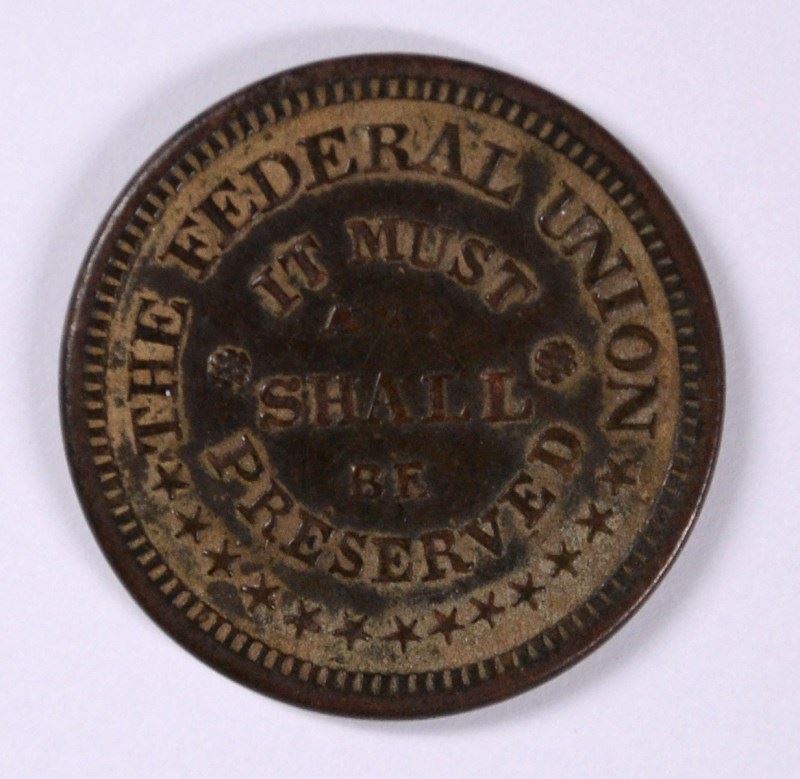 THE FEDERAL UNION
IT MUST
AND
SHALL
BE
PRESERVED